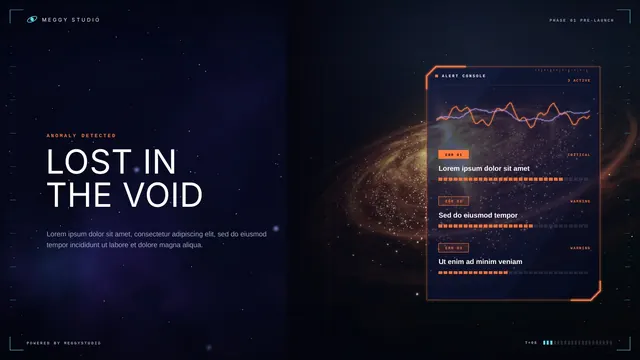 MEGGY STUDIO
PHASE 01 PRE-LAUNCH
ANOMALY DETECTED
LOST IN
THE VOID
Lorem ipsum dolor sit amet, consectetur adipiscing elit, sed do eiusmod
tempor incididunt ut labore et dolore magna aliqua.
ALERT CONSOLE
3 ACTIVE
ERR 01
CRITICAL
Lorem ipsum dolor sit amet
WARNING
Sed do eiusmod tempor
WARNING
Ut enim ad minim veniam
POWERED BY MEGGYSTUDIO